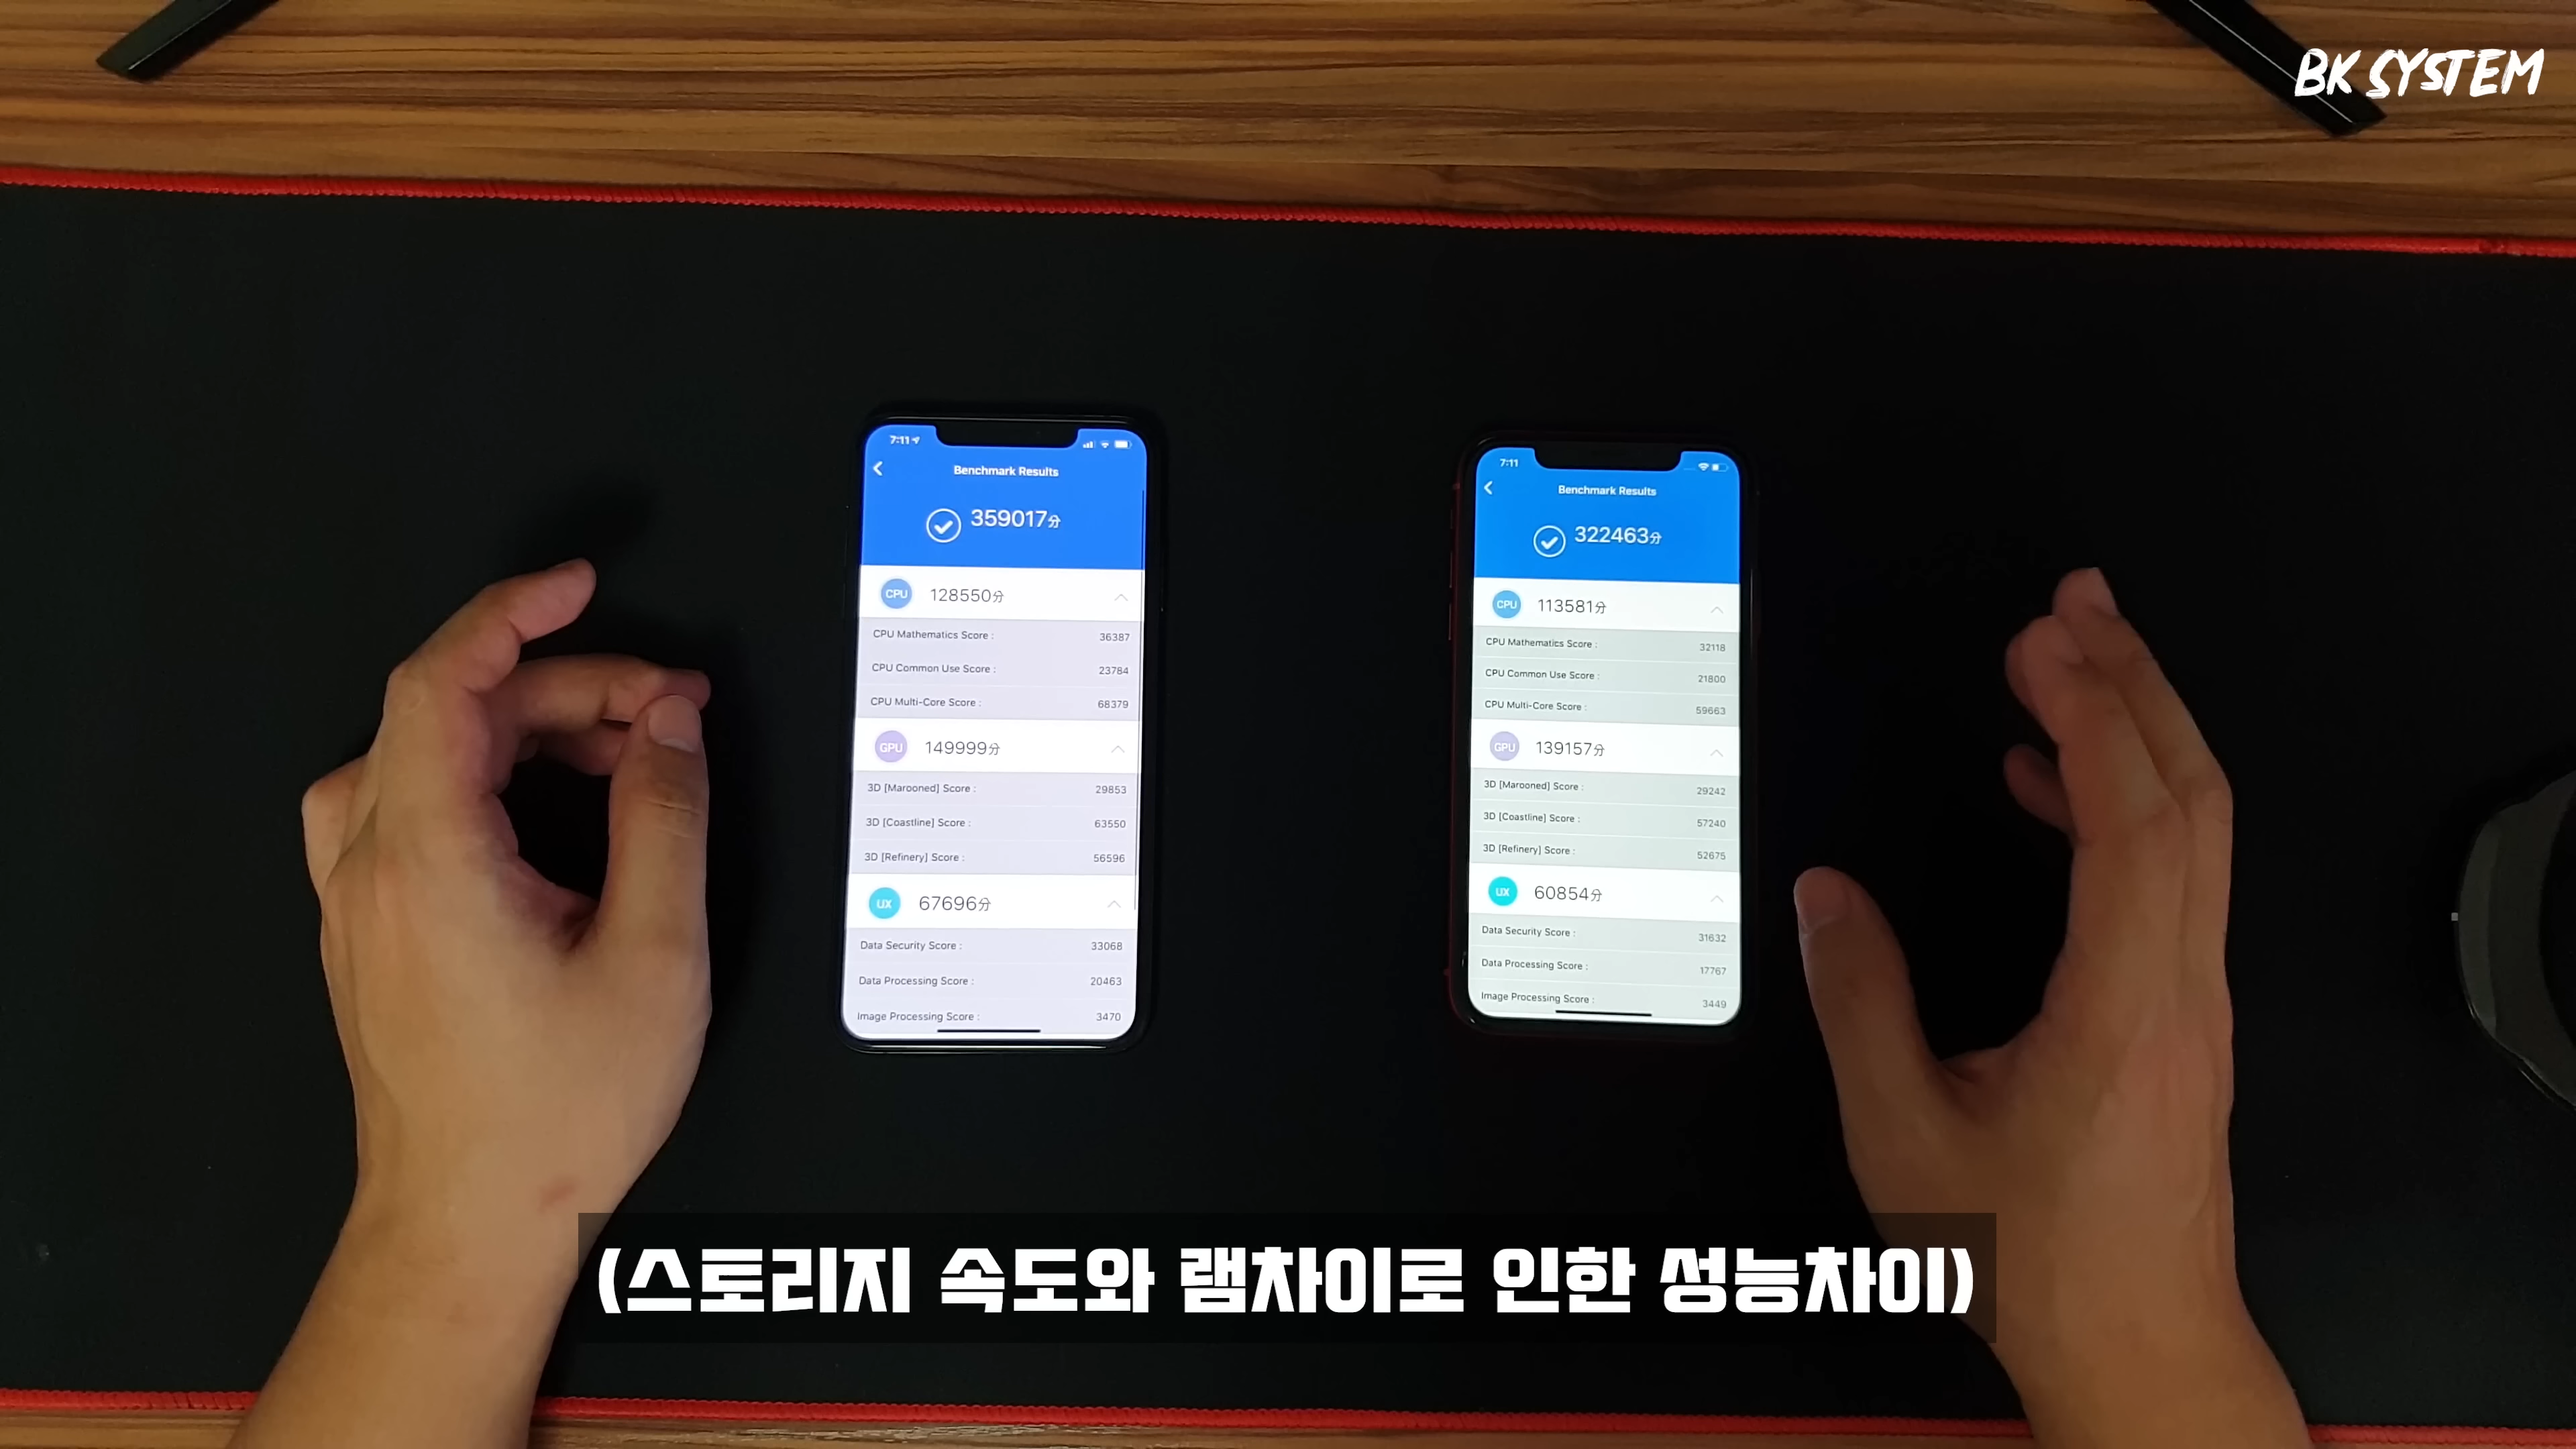 BK SYSTEM
7:11
Benchmark Results
359017分
CPU 128550分
CPU Mathematics Score : 36387
CPU Common Use Score : 23784
CPU Multi-Core Score : 68379
GPU 149999分
3D [Marooned] Score : 29853
3D [Coastline] Score : 63550
3D [Refinery] Score : 56596
UX 67696分
Data Security Score : 33068
Data Processing Score : 20463
Image Processing Score : 3470
7:11
Benchmark Results
322463分
CPU 113581分
CPU Mathematics Score : 32118
CPU Common Use Score : 21800
CPU Multi-Core Score : 59663
GPU 139157分
3D [Marooned] Score : 29242
3D [Coastline] Score : 57240
3D [Refinery] Score : 52675
UX 60854分
Data Security Score : 31632
Data Processing Score : 17767
Image Processing Score : 3449
(스토리지 속도와 램차이로 인한 성능차이)